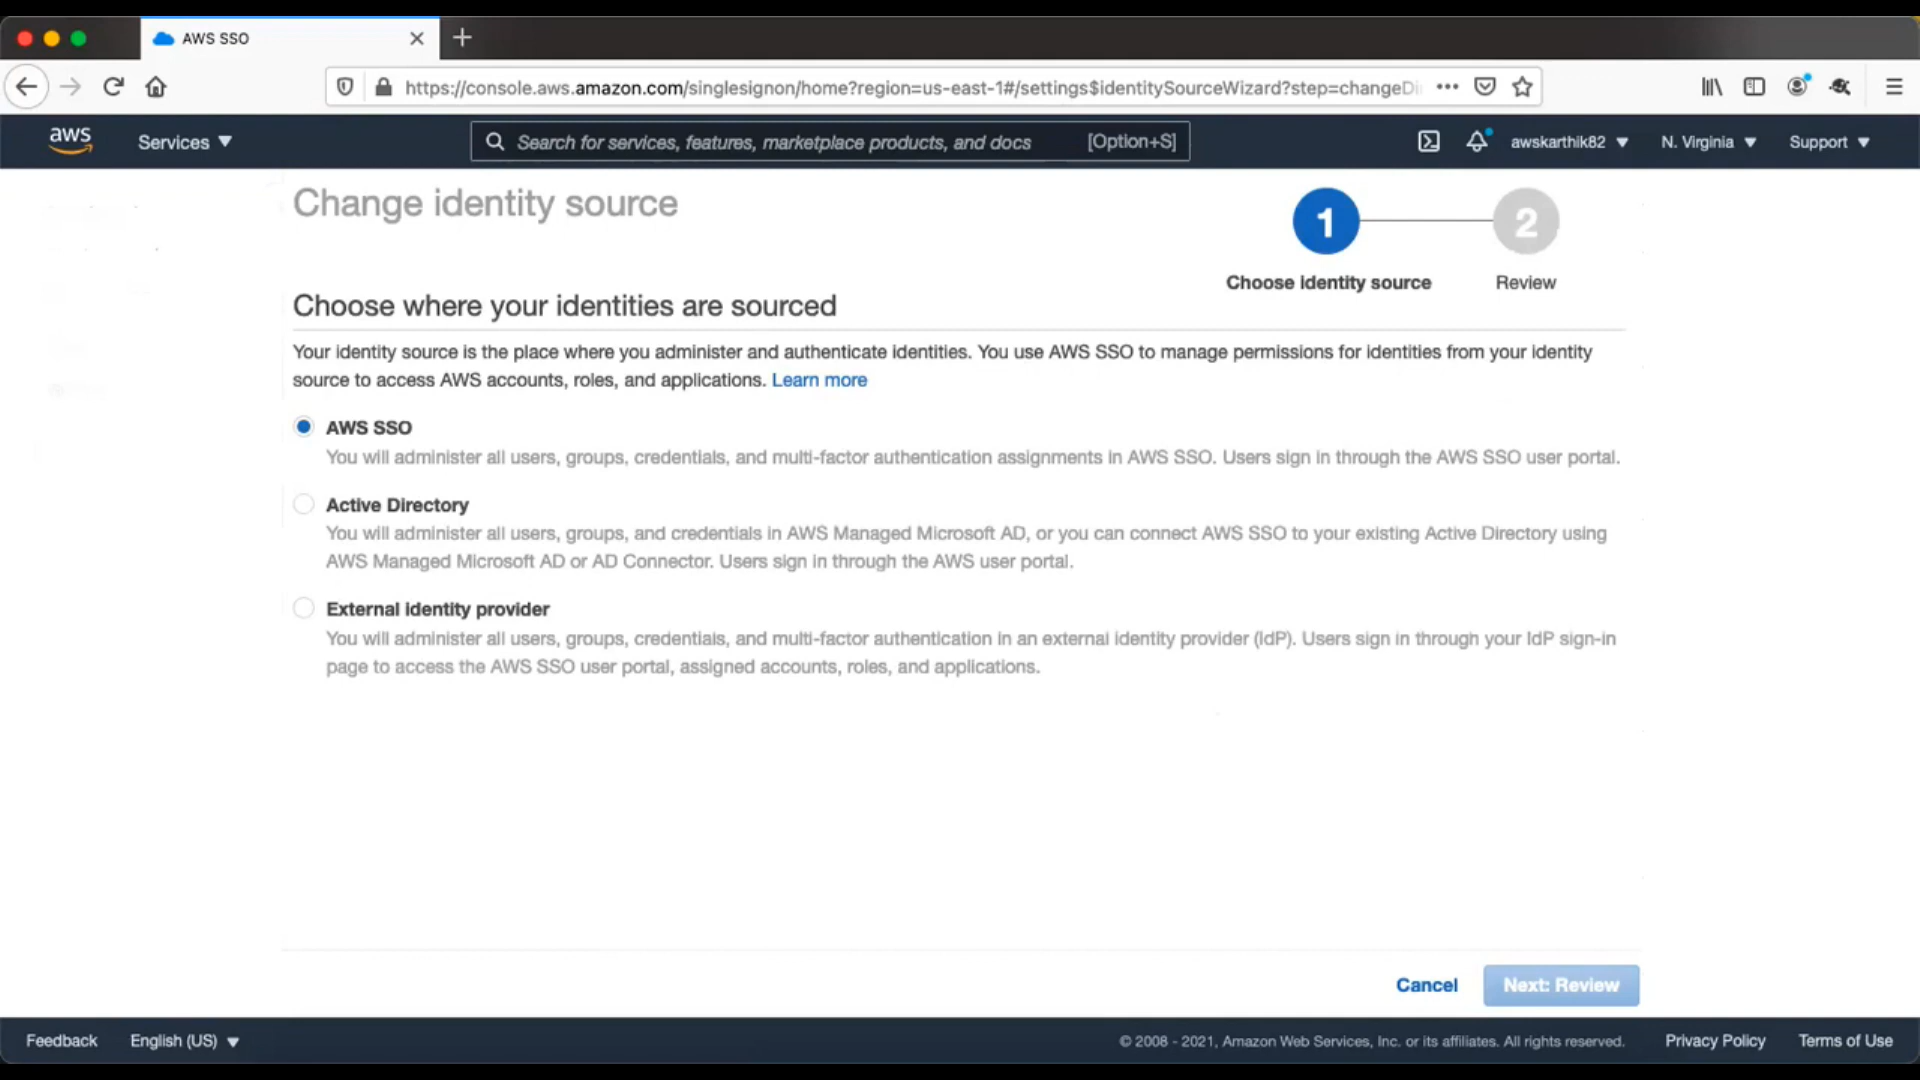 AWS SSO
https://console.aws.amazon.com/singlesignon/home?region=us-east-1#/settings$identitySourceWizard?step=changeDi
aws
Services
Search for services, features, marketplace products, and docs
[Option+S]
awskarthik82
N. Virginia
Support
Change identity source
1
2
Choose identity source
Review
Choose where your identities are sourced
Your identity source is the place where you administer and authenticate identities. You use AWS SSO to manage permissions for identities from your identity
source to access AWS accounts, roles, and applications. Learn more
AWS SSO
You will administer all users, groups, credentials, and multi-factor authentication assignments in AWS SSO. Users sign in through the AWS SSO user portal.
Active Directory
You will administer all users, groups, and credentials in AWS Managed Microsoft AD, or you can connect AWS SSO to your existing Active Directory using
AWS Managed Microsoft AD or AD Connector. Users sign in through the AWS user portal.
External identity provider
You will administer all users, groups, credentials, and multi-factor authentication in an external identity provider (IdP). Users sign in through your IdP sign-in
page to access the AWS SSO user portal, assigned accounts, roles, and applications.
Cancel
Next: Review
Feedback
English (US)
© 2008 - 2021, Amazon Web Services, Inc. or its affiliates. All rights reserved.
Privacy Policy
Terms of Use